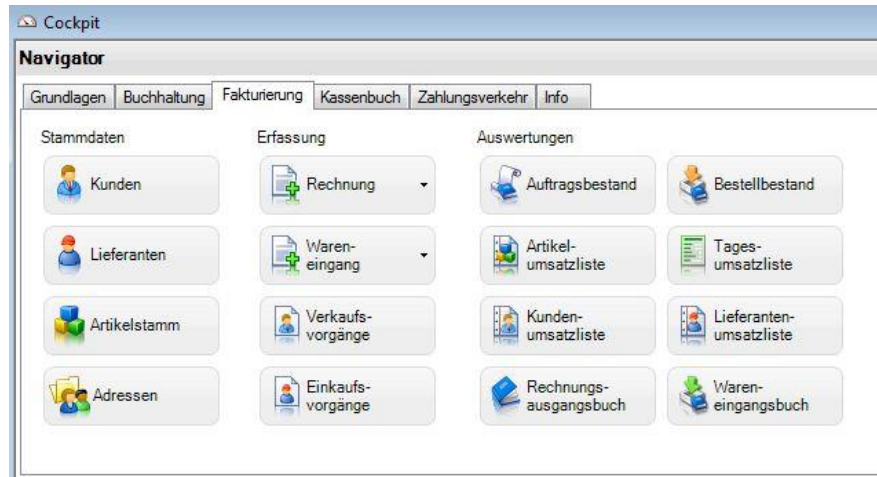 Cockpit
Navigator
Grundlagen Buchhaltung Fakturierung Kassenbuch Zahlungsverkehr Info
Stammdaten Erfassung Auswertungen
Kunden
Lieferanten
Artikelstamm
Adressen
Rechnung
Waren-
eingang
Verkaufs-
vorgänge
Einkaufs-
vorgänge
Auftragsbestand
Artikel-
umsatzliste
Kunden-
umsatzliste
Rechnungs-
ausgangsbuch
Bestellbestand
Tages-
umsatzliste
Lieferanten-
umsatzliste
Waren-
eingangsbuch